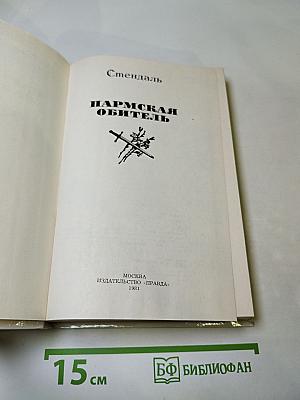 Стендаль
ПАРМСКАЯ
ОБИТЕЛЬ
МОСКВА
ИЗДАТЕЛЬСТВО «ПРАВДА»
1981
15 см
БФ БИБЛИОФАН